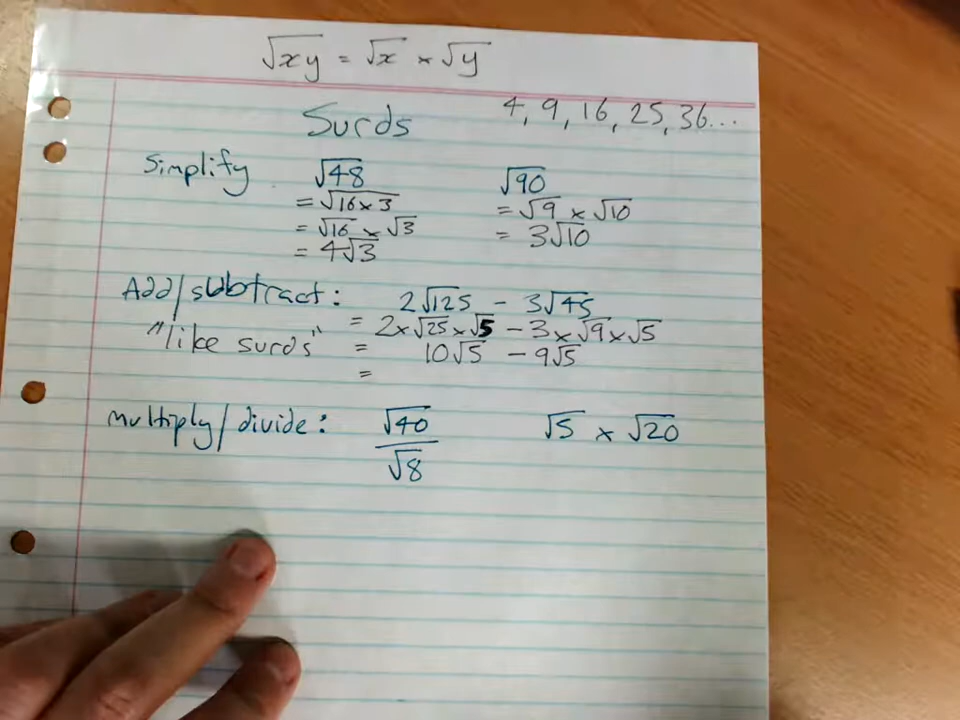 √xy = √x × √y
Surds
4, 9, 16, 25, 36...
Simplify √48 √90
= √16×3 = √9 × √10
= √16 × √3 = 3√10
= 4√3
Add/subtract: 2√125 - 3√45
"like surds" = 2×√25×√5 - 3×√9×√5
= 10√5 - 9√5
=
multiply/divide: √40/√8 √5 × √20